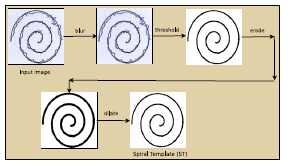 blur
threshold
erode
Input image
dilate
Spiral Template (ST)